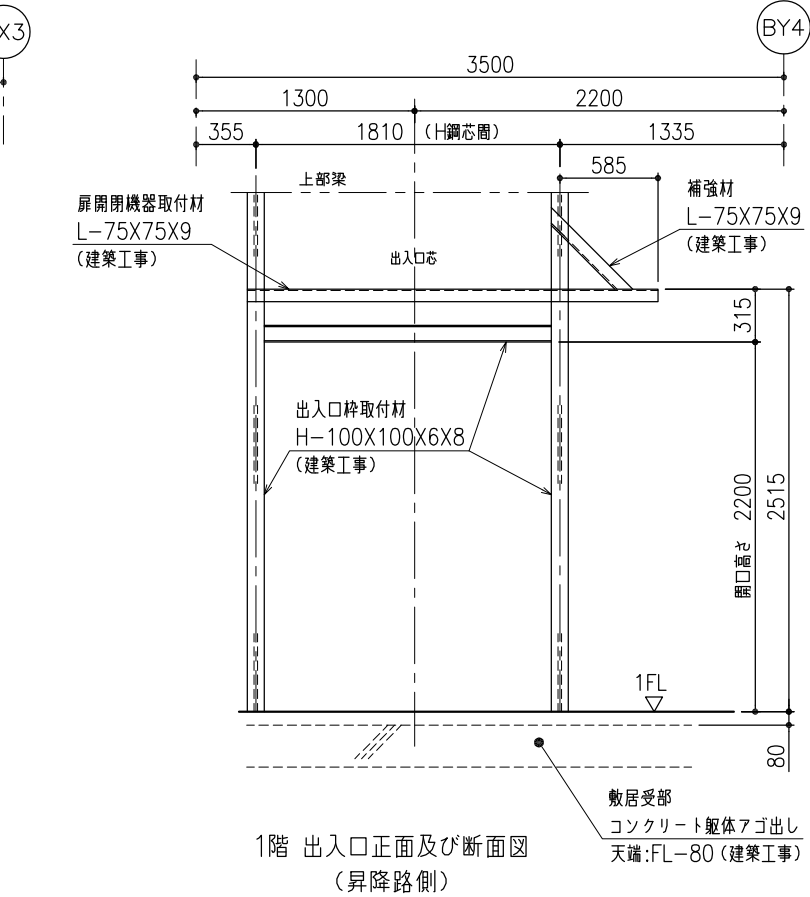 X3
BY4
3500
1300
2200
355
1810 (H鋼芯間)
1335
585
上部梁
扉開閉機器取付材
L-75X75X9
(建築工事)
補強材
L-75X75X9
(建築工事)
出入口芯
315
出入口枠取付材
H-100X100X6X8
(建築工事)
開口高さ 2200
2515
1FL
80
敷居受部
コンクリート躯体アゴ出し
天端:FL-80(建築工事)
1階 出入口正面及び断面図
(昇降路側)